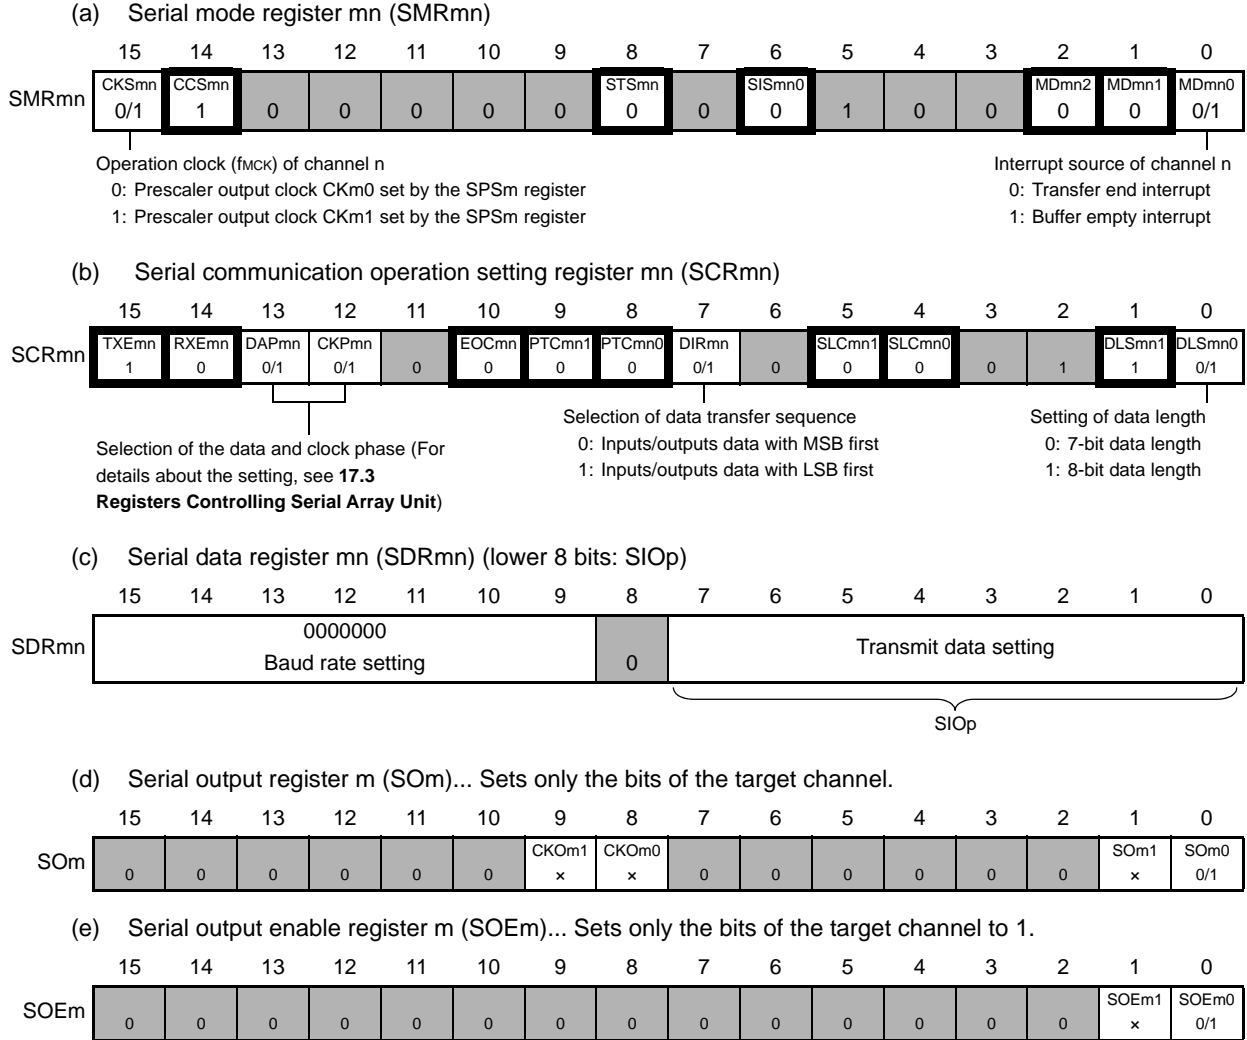 (a) Serial mode register mn (SMRmn)
15 14 13 12 11 10 9 8 7 6 5 4 3 2 1 0
SMRmn CKSmn CCSmn STSmn SISmn0 MDmn2 MDmn1 MDmn0
0/1 1 0 0 0 0 0 0 0 0 1 0 0 0 0 0/1
Operation clock (fMCK) of channel n
0: Prescaler output clock CKm0 set by the SPSm register
1: Prescaler output clock CKm1 set by the SPSm register
Interrupt source of channel n
0: Transfer end interrupt
1: Buffer empty interrupt
(b) Serial communication operation setting register mn (SCRmn)
15 14 13 12 11 10 9 8 7 6 5 4 3 2 1 0
SCRmn TXEmn RXEmn DAPmn CKPmn EOCmn PTCmn1 PTCmn0 DIRmn SLCmn1 SLCmn0 DLSmn1 DLSmn0
1 0 0/1 0/1 0 0 0 0 0/1 0 0 0 0 1 1 0/1
Selection of the data and clock phase (For
details about the setting, see 17.3
Registers Controlling Serial Array Unit)
Selection of data transfer sequence
0: Inputs/outputs data with MSB first
1: Inputs/outputs data with LSB first
Setting of data length
0: 7-bit data length
1: 8-bit data length
(c) Serial data register mn (SDRmn) (lower 8 bits: SIOp)
15 14 13 12 11 10 9 8 7 6 5 4 3 2 1 0
SDRmn 0000000
Baud rate setting 0 Transmit data setting
SIOp
(d) Serial output register m (SOm)... Sets only the bits of the target channel.
15 14 13 12 11 10 9 8 7 6 5 4 3 2 1 0
SOm CKOm1 CKOm0 SOm1 SOm0
0 0 0 0 0 0 × × 0 0 0 0 0 0 × 0/1
(e) Serial output enable register m (SOEm)... Sets only the bits of the target channel to 1.
15 14 13 12 11 10 9 8 7 6 5 4 3 2 1 0
SOEm SOEm1 SOEm0
0 0 0 0 0 0 0 0 0 0 0 0 0 0 × 0/1